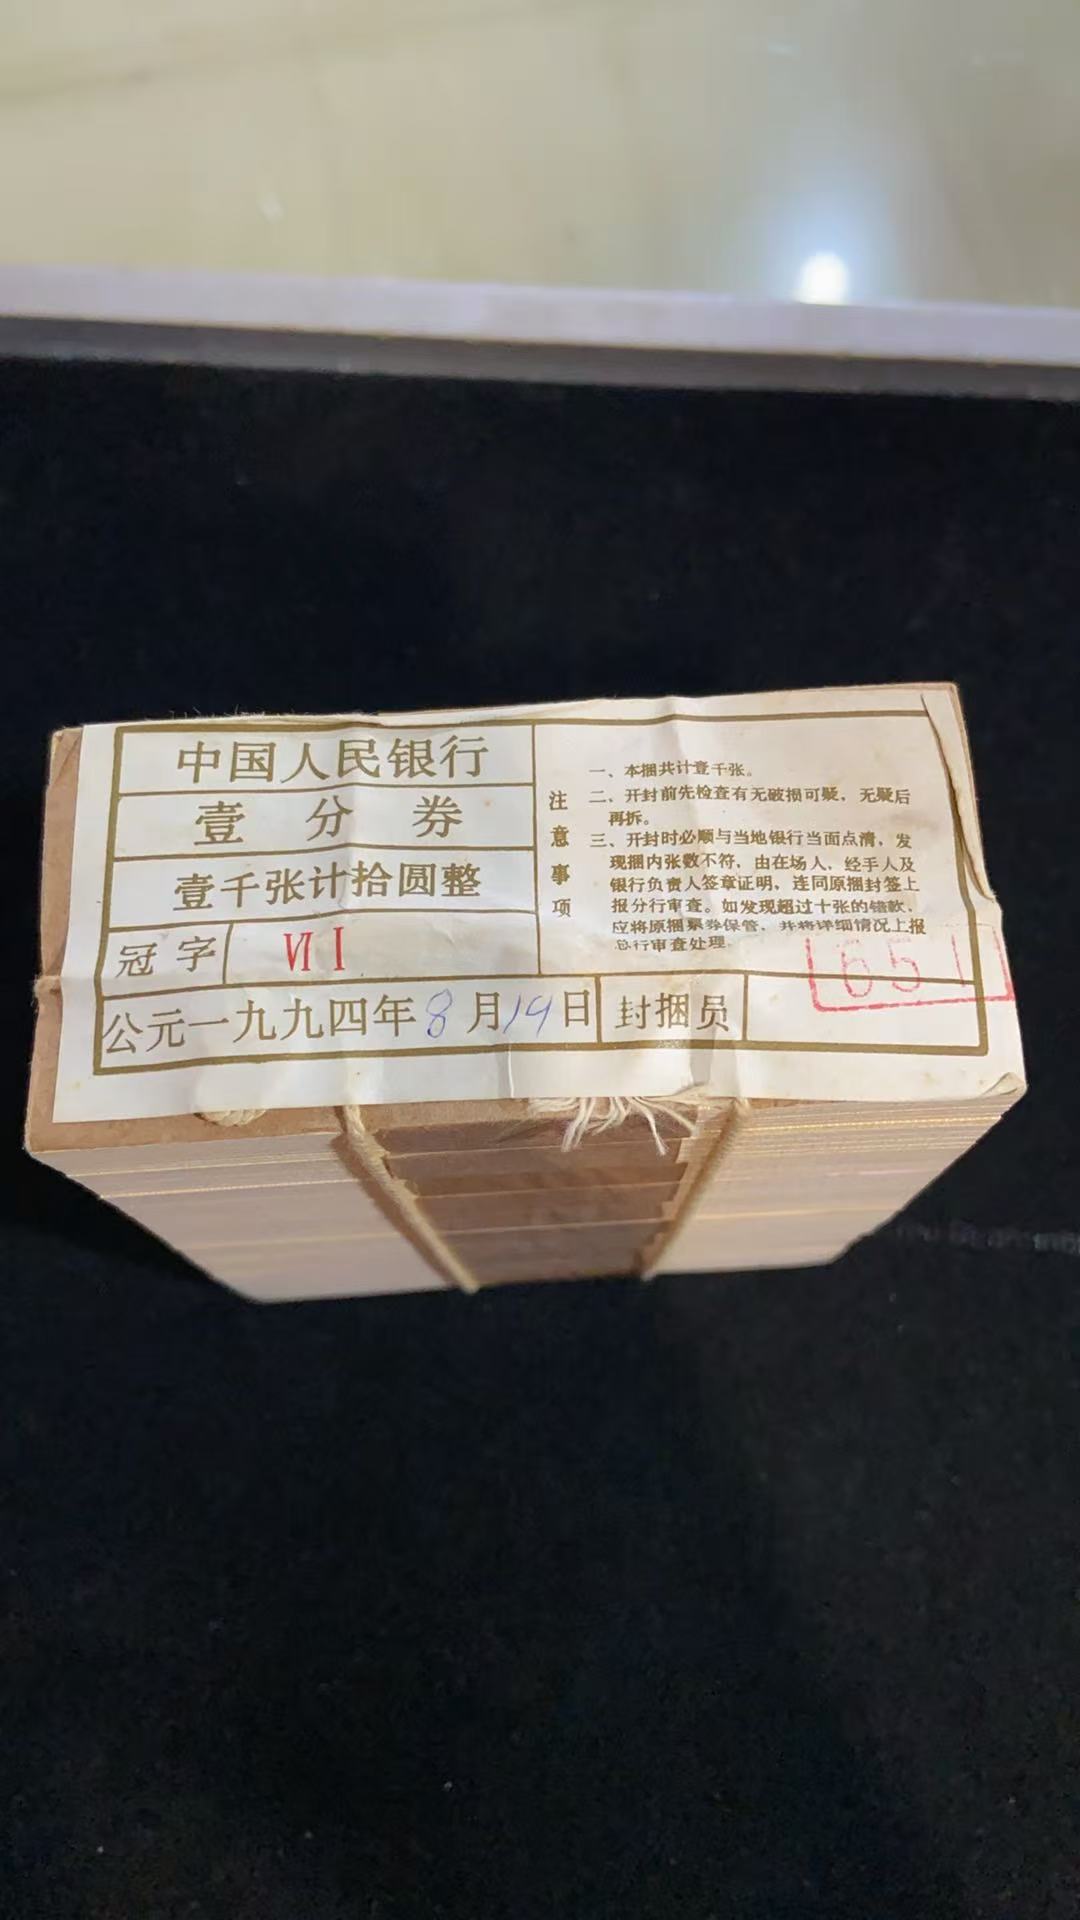 中国人民银行
壹分券
壹千张计拾圆整
冠字 ⅥⅠ
公元一九九四年8月19日 封捆员
注意事项
一、本捆共计壹千张。
二、开封前先检查有无破损可疑，无疑后
再拆。
三、开封时必顺与当地银行当面点清，发
现捆内张数不符，由在场人，经手人及
银行负责人签章证明，连同原捆封签上
报分行审查。如发现超过十张的错款，
应将原捆票券保管，并将详细情况上报
总行审查处理。
651